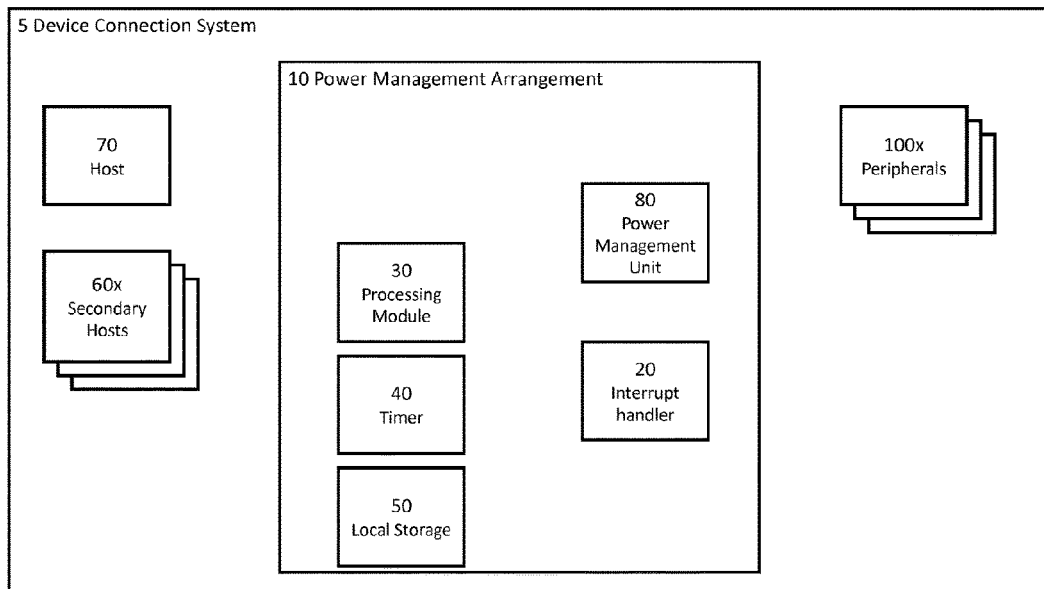 5 Device Connection System
10 Power Management Arrangement
70
Host
60x
Secondary
Hosts
30
Processing
Module
40
Timer
50
Local Storage
80
Power
Management
Unit
20
Interrupt
handler
100x
Peripherals